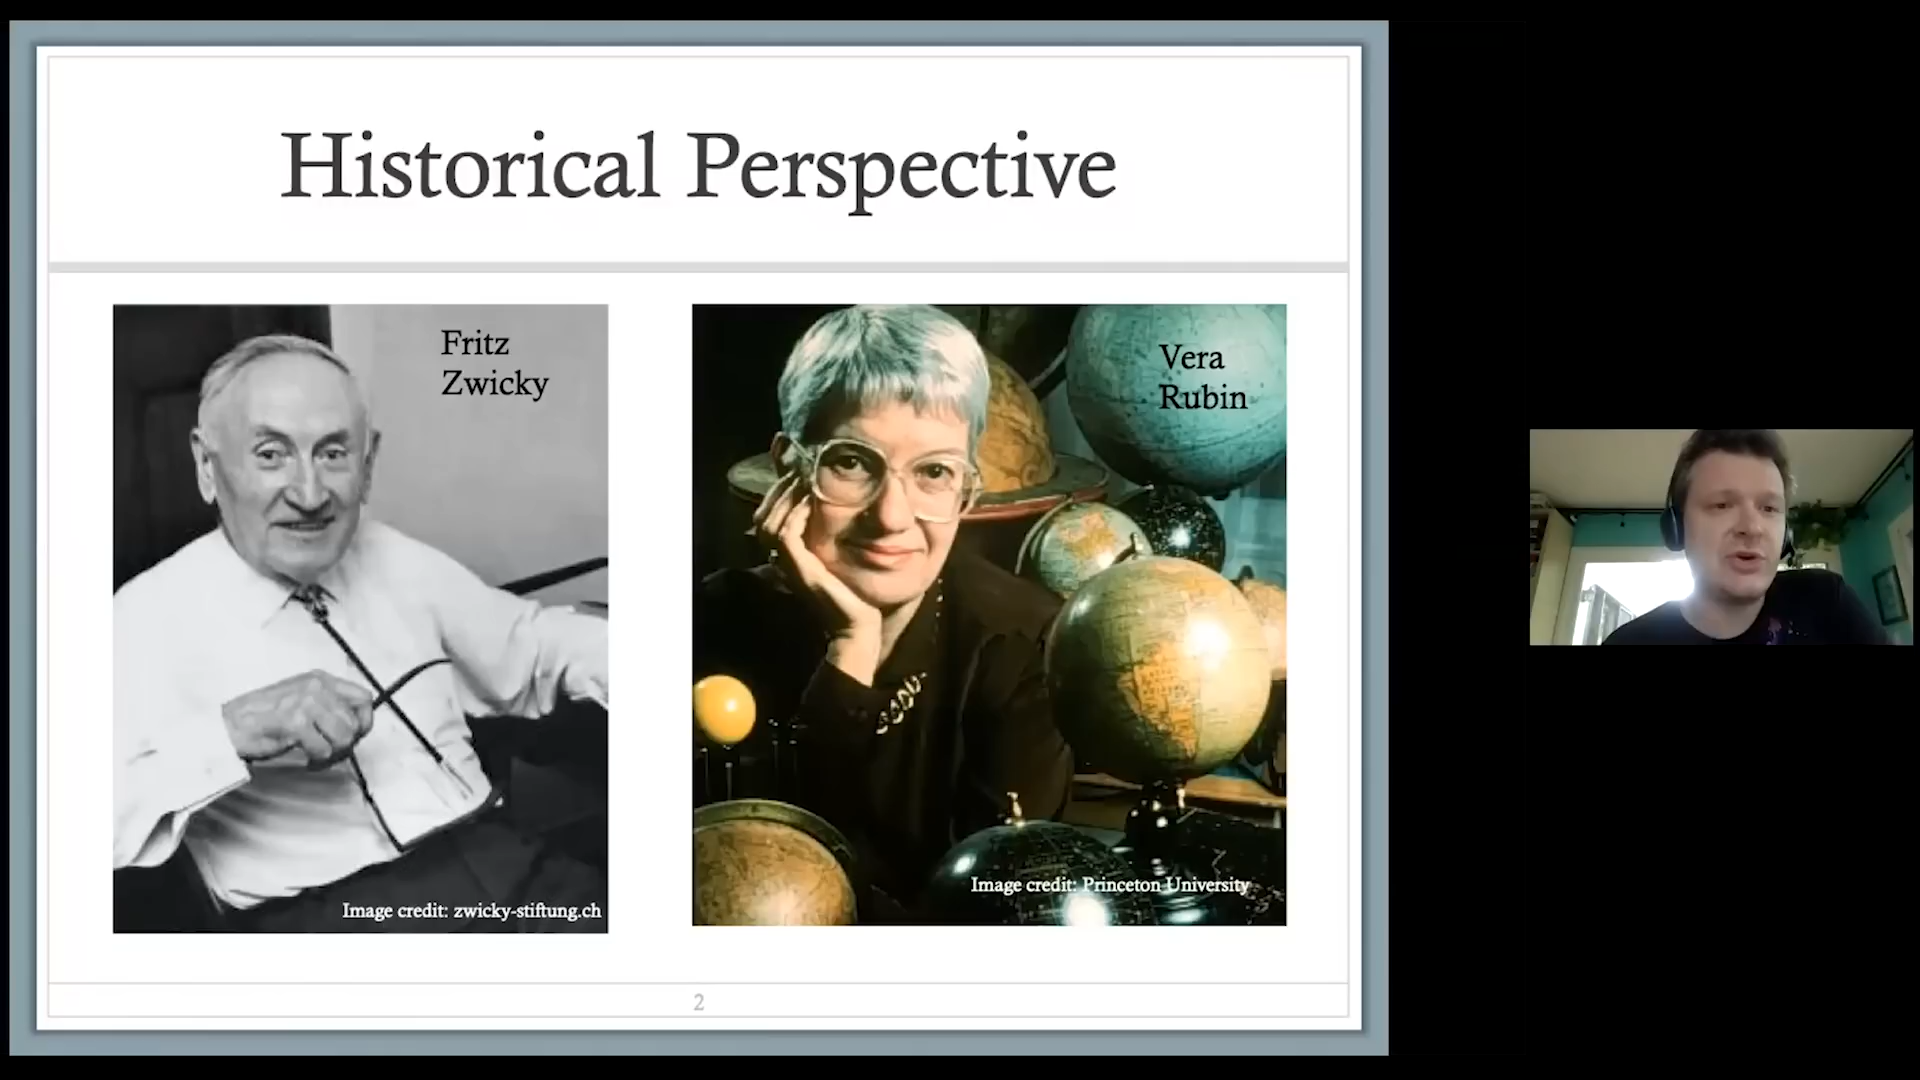 Historical Perspective
Fritz
Zwicky
Image credit: zwicky-stiftung.ch
Vera
Rubin
Image credit: Princeton University
2